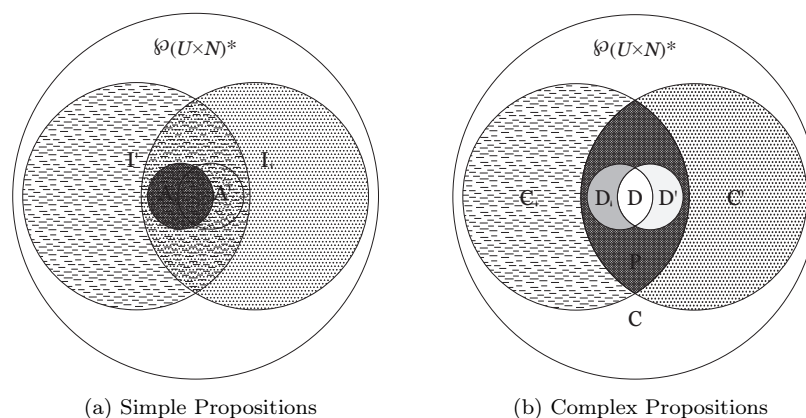 ℘(U×N)* ℘(U×N)*
I' I,
A, A'
C, D, D D' C'
P
C
(a) Simple Propositions (b) Complex Propositions